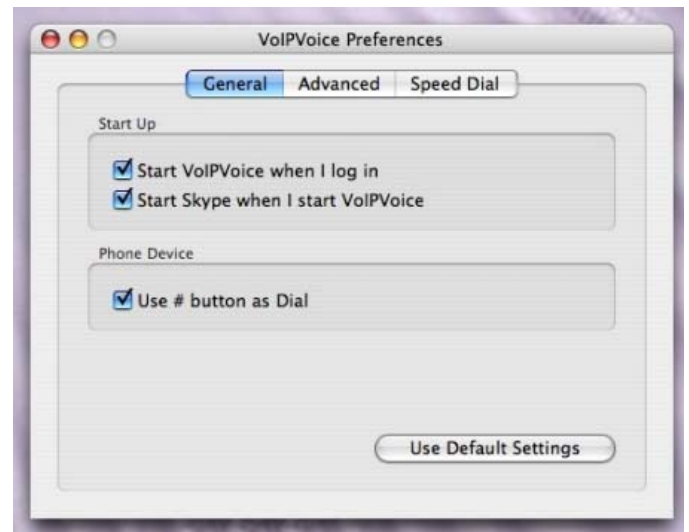 VoIPVoice Preferences
General Advanced Speed Dial
Start Up
Start VoIPVoice when I log in
Start Skype when I start VoIPVoice
Phone Device
Use # button as Dial
Use Default Settings